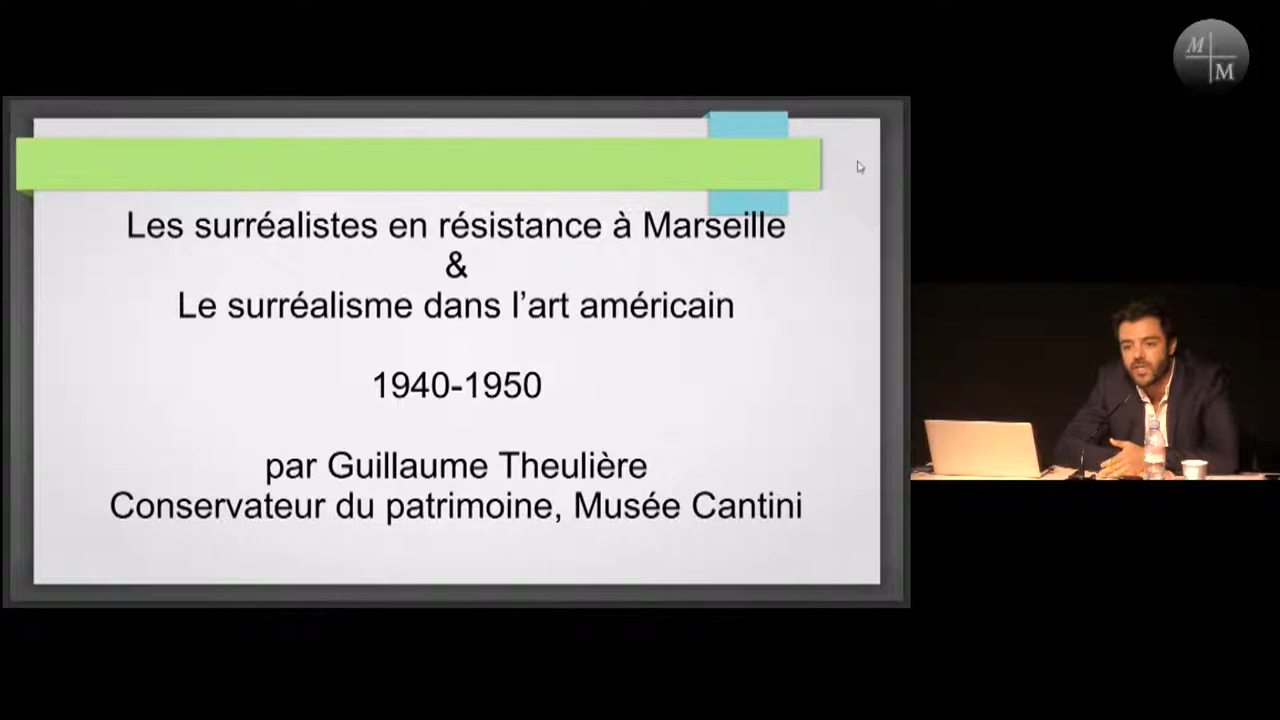 M
M
Les surréalistes en résistance à Marseille
&
Le surréalisme dans l’art américain
1940-1950
par Guillaume Theulière
Conservateur du patrimoine, Musée Cantini